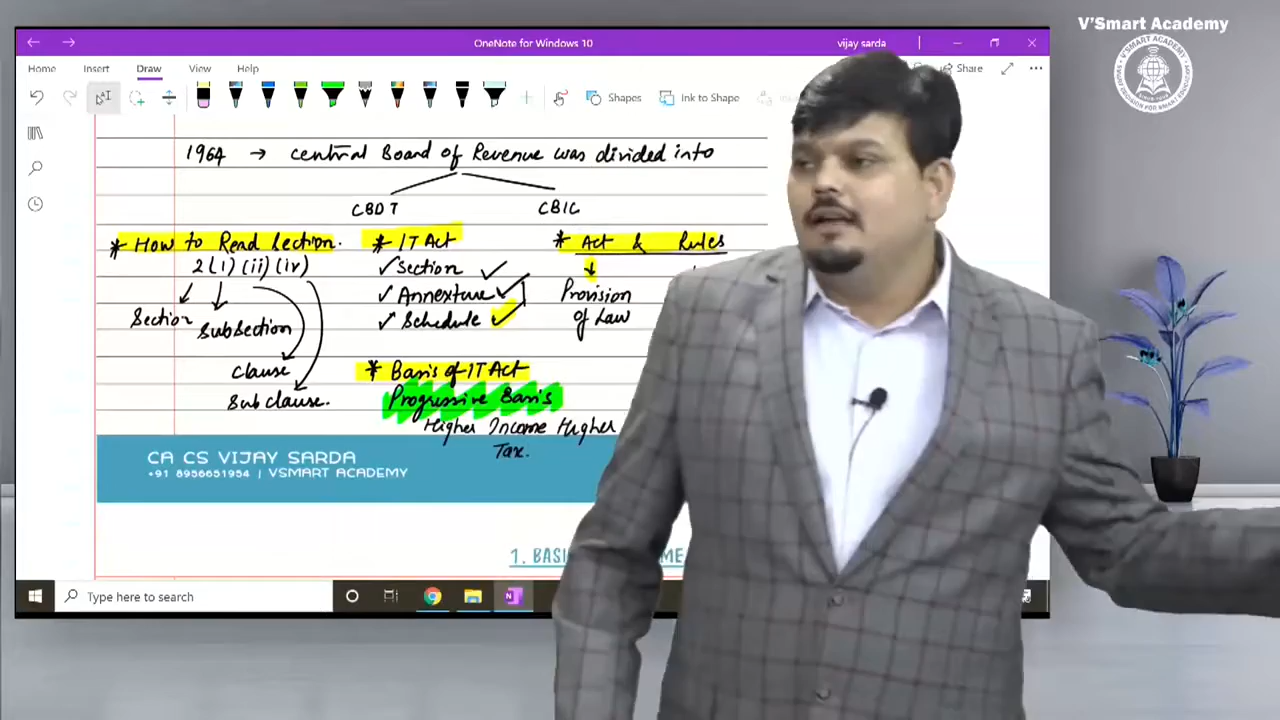 V'Smart Academy
OneNote for Windows 10
vijay sarda
Home Insert Draw View Help
Share
Shapes
Ink to Shape
1964 → Central Board of Revenue was divided into
CBDT CBIC
* How to Read Section.
2(1)(ii)(iv)
Section
SubSection
clause
Sub clause.
* IT Act
✓ Section ✓
✓ Annexture ✓
✓ Schedule ✓
* Basis of IT Act
Progressive Basis
Higher Income Higher
Tax.
* Act & Rules
↓
Provision
of Law
CA CS VIJAY SARDA
+91 8956651954 | VSMART ACADEMY
1. BASI
ME
Type here to search